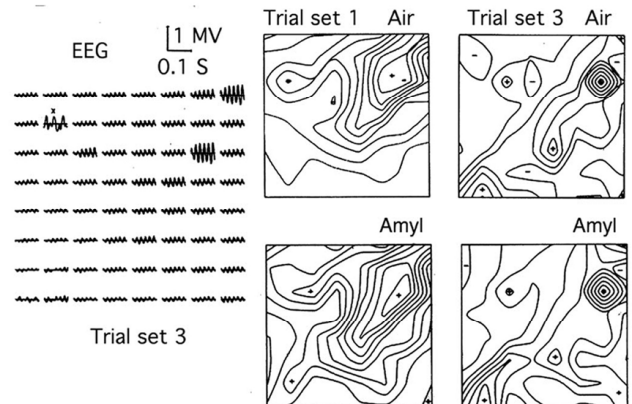 EEG
1 MV
0.1 S
x
Trial set 3
Trial set 1 Air
Trial set 3 Air
Amyl
Amyl